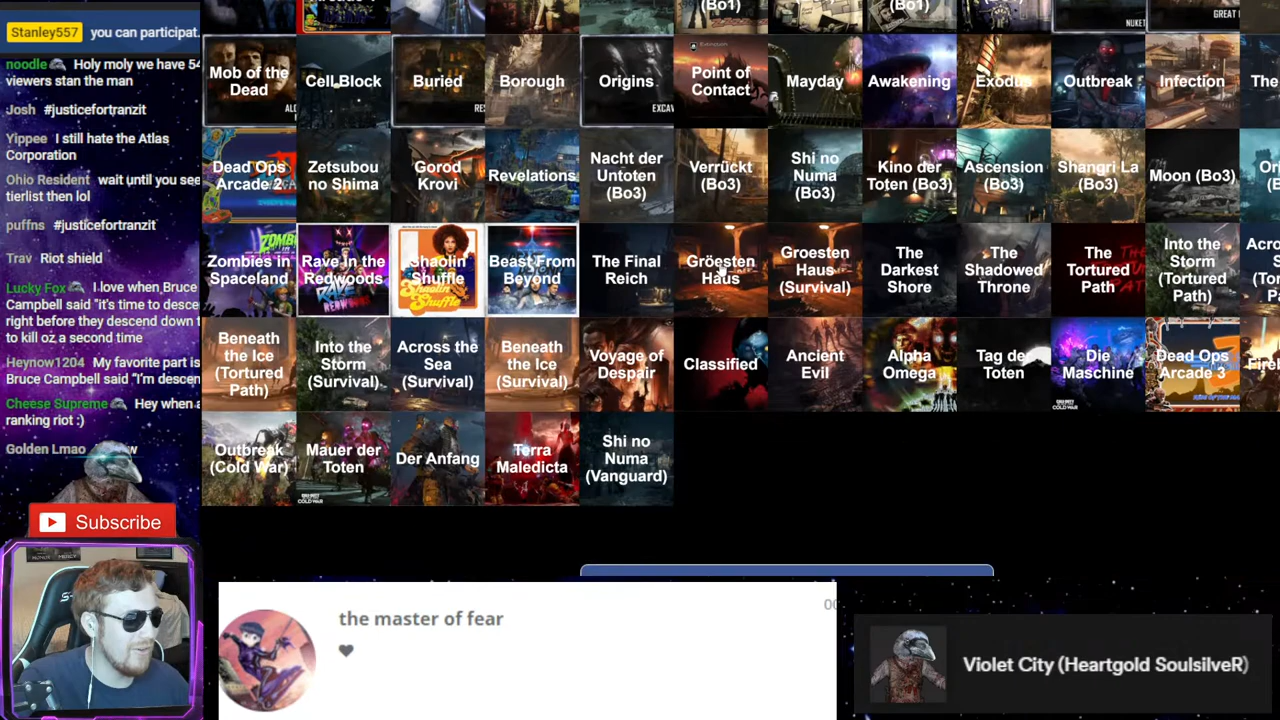 Stanley557 you can participat.
noodle Holy moly we have 54
viewers stan the man
Josh #justicefortranzit
Yippee I still hate the Atlas
Corporation
Ohio Resident wait until you see
tierlist then lol
puffns #justicefortranzit
Trav Riot shield
Lucky Fox I love when Bruce
Campbell said "it's time to desce
right before they descend down t
to kill oz a second time
Heynow1204 My favorite part is
Bruce Campbell said "I'm descen
Cheese Supreme Hey when a
ranking riot :)
Golden Lmao
Subscribe
(Bo1)
(Bo1)
NUKET
GREAT
Mob of the
Dead
Cell Block
Buried
Borough
Origins
EXCAV
Point of
Contact
Mayday
Awakening
Exodus
Outbreak
Infection
The
Dead Ops
Arcade 2
Zetsubou
no Shima
Gorod
Krovi
Revelations
Nacht der
Untoten
(Bo3)
Verrückt
(Bo3)
Shi no
Numa
(Bo3)
Kino der
Toten (Bo3)
Ascension
(Bo3)
Shangri La
(Bo3)
Moon (Bo3)
Ori
(B
Zombies in
Spaceland
Rave in the
Redwoods
Shaolin
Shuffle
Beast From
Beyond
The Final
Reich
Gröesten
Haus
Groesten
Haus
(Survival)
The
Darkest
Shore
The
Shadowed
Throne
The
Tortured
Path
Into the
Storm
(Tortured
Path)
Acro
S
(Tor
P
Beneath
the Ice
(Tortured
Path)
Into the
Storm
(Survival)
Across the
Sea
(Survival)
Beneath
the Ice
(Survival)
Voyage of
Despair
Classified
Ancient
Evil
Alpha
Omega
Tag der
Toten
Die
Maschine
Dead Ops
Arcade 3
Fireb
Outbreak
(Cold War)
Mauer der
Toten
Der Anfang
Terra
Maledicta
Shi no
Numa
(Vanguard)
the master of fear
❤
00
Violet City (Heartgold SoulsilveR)